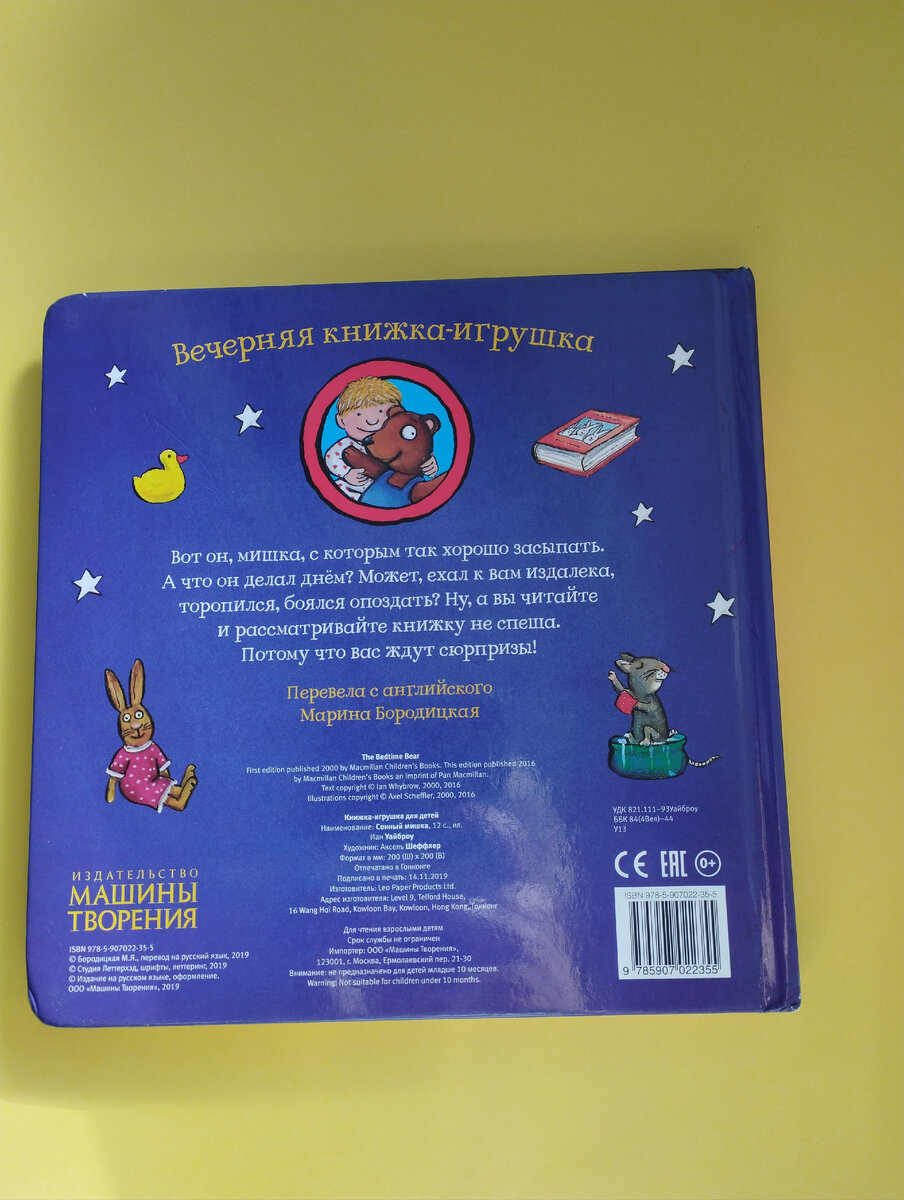 Вечерняя книжка-игрушка
Вот он, мишка, с которым так хорошо засыпать.
А что он делал днём? Может, ехал к вам издалека,
торопился, боялся опоздать? Ну, а вы читайте
и рассматривайте книжку не спеша.
Потому что вас ждут сюрпризы!
Перевела с английского
Марина Бородицкая
The Bedtime Bear
First edition published 2000 by Macmillan Children's Books. This edition published 2016
by Macmillan Children's Books an imprint of Pan Macmillan.
Text copyright © Ian Whybrow, 2000, 2016
Illustrations copyright © Axel Scheffler, 2000, 2016
Книжка-игрушка для детей
Наименование: Сонный мишка, 12 с., ил.
Иан Уайброу
Художник: Аксель Шеффлер
Формат в мм: 200 (Ш) х 200 (В)
Отпечатано в Гонконге
Подписано в печать: 14.11.2019
Изготовитель: Leo Paper Products Ltd.
Адрес изготовителя: Level 9, Telford House,
16 Wang Hoi Road, Kowloon Bay, Kowloon, Hong Kong, Гонконг
Для чтения взрослыми детям
Срок службы не ограничен
Импортер: ООО «Машины Творения»,
123001, г. Москва, Ермолаевский пер. 21-30
Внимание: не предназначено для детей младше 10 месяцев.
Warning! Not suitable for children under 10 months.
ИЗДАТЕЛЬСТВО
МАШИНЫ
ТВОРЕНИЯ
ISBN 978-5-907022-35-5
© Бородицкая М.Я., перевод на русский язык, 2019
© Студия Леттерхэд, шрифты, леттеринг, 2019
© Издание на русском языке, оформление.
ООО «Машины Творения», 2019
УДК 821.111–93Уайброу
ББК 84(4Вел)–44
У13
CE EAC 0+
ISBN 978-5-907022-35-5
9 785907 022355